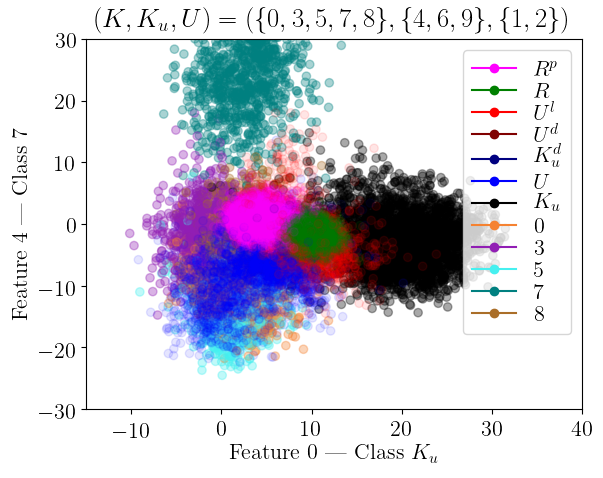 (K, K_u, U) = ({0, 3, 5, 7, 8}, {4, 6, 9}, {1, 2})
30
20
10
0
−10
−20
−30
Feature 4 — Class 7
−10
0
10
20
30
40
Feature 0 — Class K_u
R^p
R
U^l
U^d
K_u^d
U
K_u
0
3
5
7
8